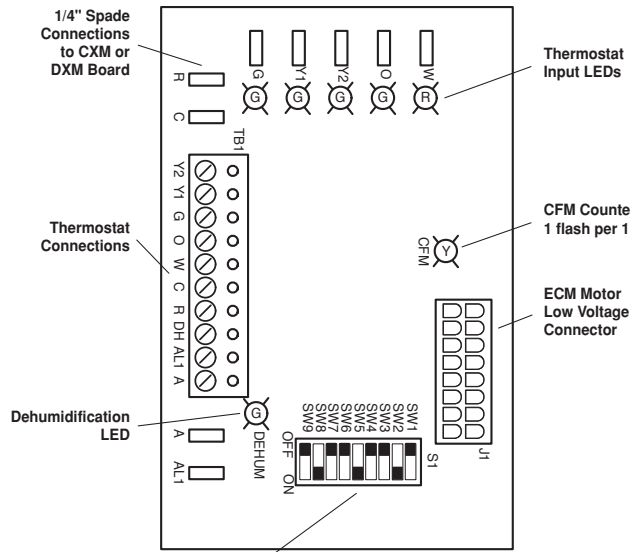 1/4" Spade
Connections
to CXM or
DXM Board
G
Y1
Y2
O
W
Thermostat
Input LEDs
R
G
G
G
G
R
C
TB1
Y2
Y1
G
O
W
C
R
DH
AL1
A
Thermostat
Connections
CFM Counte
1 flash per 1
CFM
Y
ECM Motor
Low Voltage
Connector
J1
Dehumidification
LED
G
DEHUM
A
AL1
SW9
SW8
SW7
SW6
SW5
SW4
SW3
SW2
SW1
OFF
ON
S1